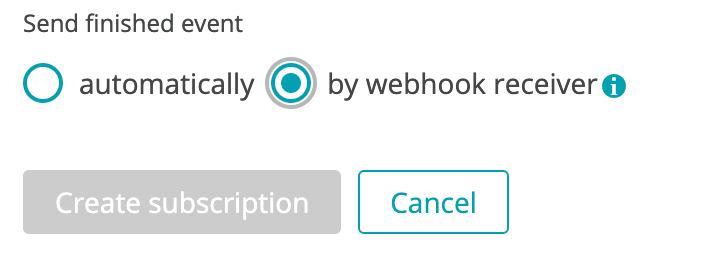 Send finished event
automatically by webhook receiver
Create subscription Cancel